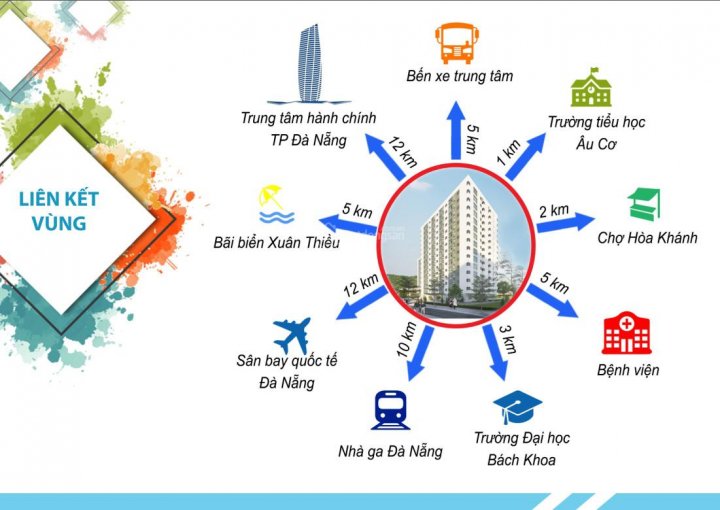 LIÊN KẾT
VÙNG
Trung tâm hành chính
TP Đà Nẵng
12 km
Bến xe trung tâm
5 km
Trường tiểu học
Âu Cơ
1 km
Chợ Hòa Khánh
2 km
Bệnh viện
5 km
Trường Đại học
Bách Khoa
3 km
Nhà ga Đà Nẵng
10 km
Sân bay quốc tế
Đà Nẵng
12 km
Bãi biển Xuân Thiều
5 km